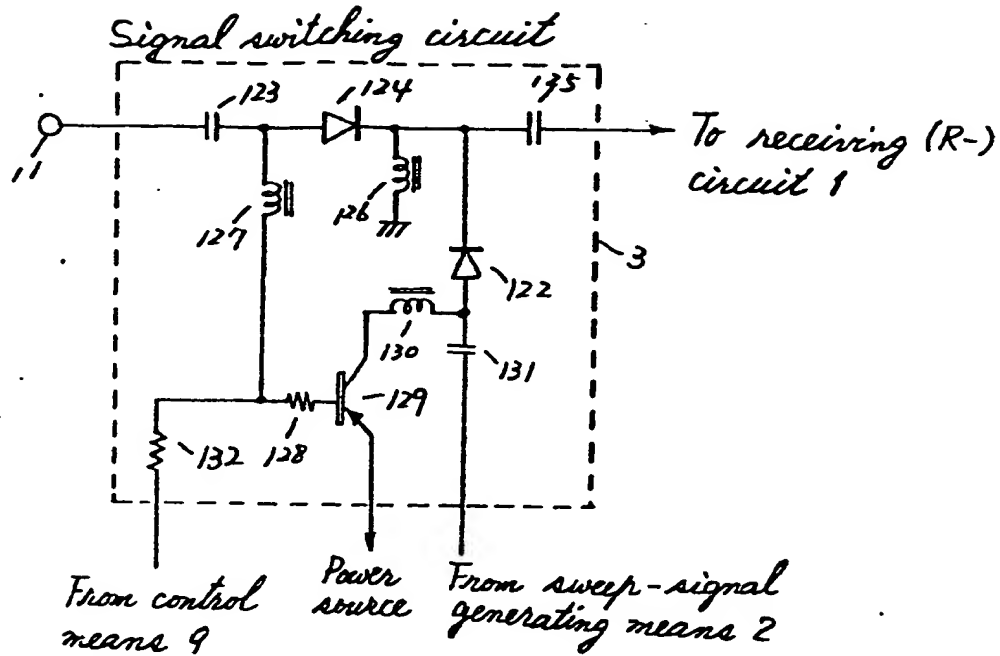 Signal switching circuit
123
124
135
11
To receiving (R-)
circuit 1
126
127
3
122
130
131
129
132
128
From control
means 9
Power
source
From sweep-signal
generating means 2